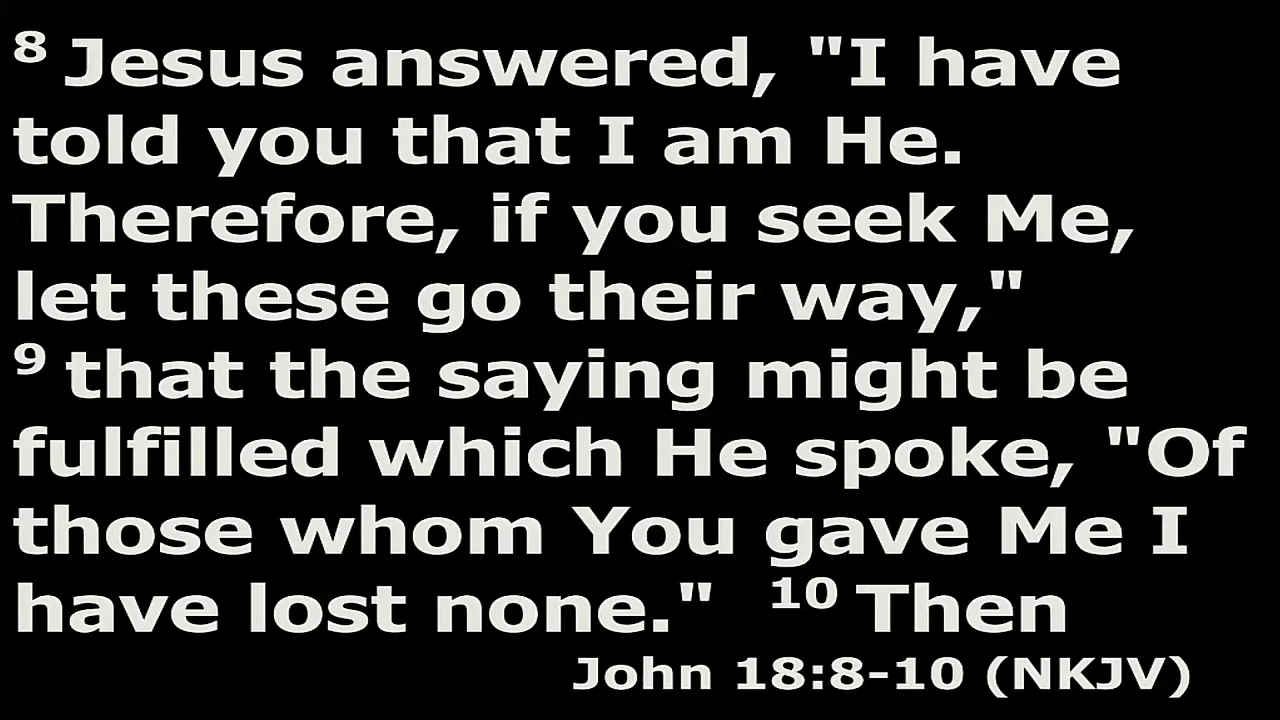 8 Jesus answered, "I have
told you that I am He.
Therefore, if you seek Me,
let these go their way,"
9 that the saying might be
fulfilled which He spoke, "Of
those whom You gave Me I
have lost none." 10 Then
John 18:8-10 (NKJV)